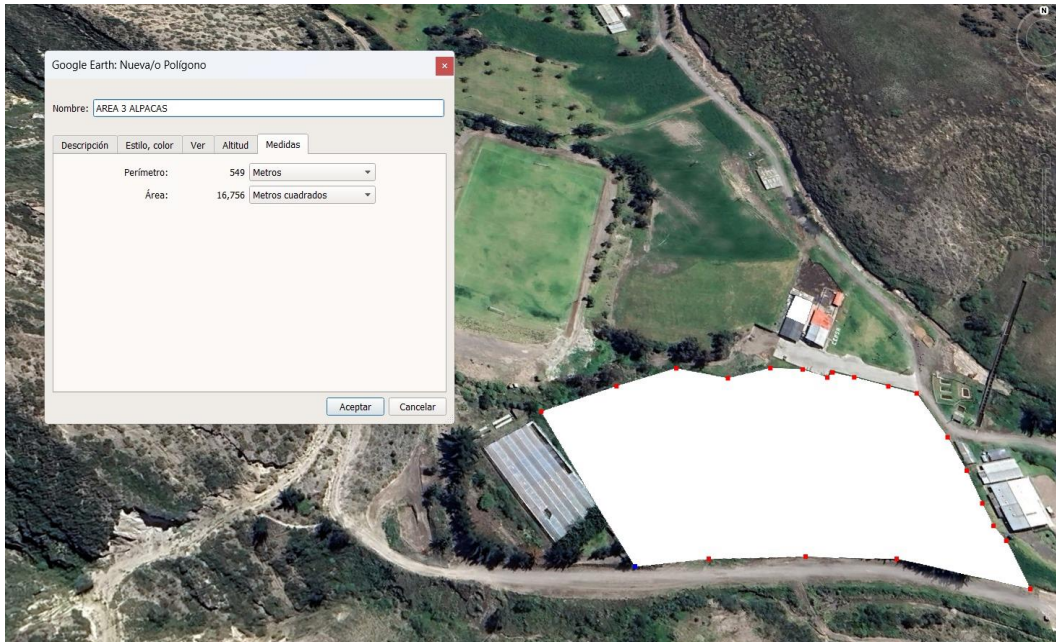 N
Google Earth: Nueva/o Polígono
Nombre: AREA 3 ALPACAS
Descripción Estilo, color Ver Altitud Medidas
Perímetro: 549 Metros
Área: 16,756 Metros cuadrados
Aceptar Cancelar